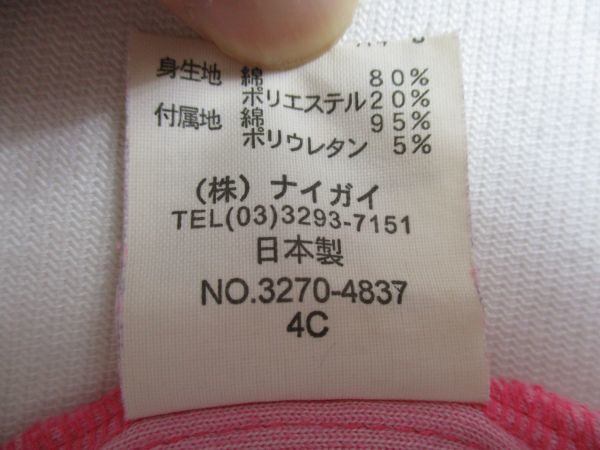 身生地 綿 80%
ポリエステル20%
付属地 綿 95%
ポリウレタン 5%
(株) ナイガイ
TEL(03)3293-7151
日本製
NO.3270-4837
4C